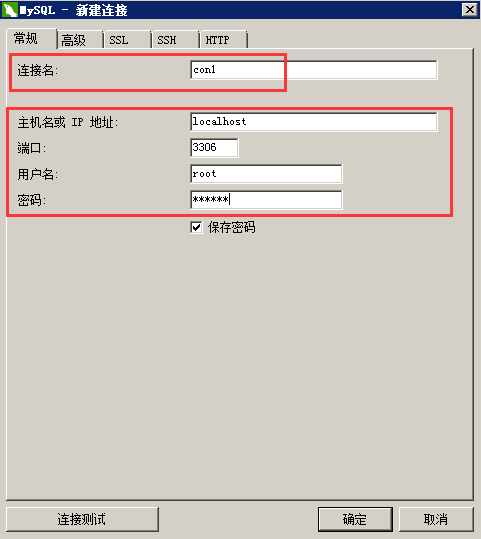 MySQL - 新建连接
常规 高级 SSL SSH HTTP
连接名: con1
主机名或 IP 地址: localhost
端口: 3306
用户名: root
密码: ******
保存密码
连接测试 确定 取消